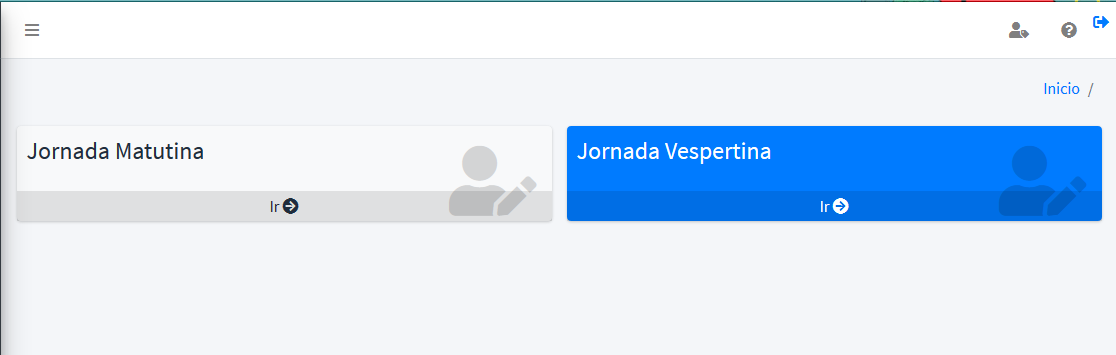 Inicio /
Jornada Matutina
Ir
Jornada Vespertina
Ir